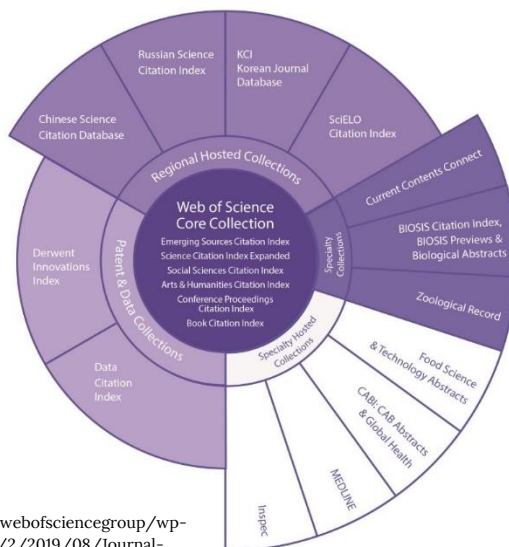 Russian Science
Citation Index
KCI
Korean Journal
Database
Chinese Science
Citation Database
SciELO
Citation Index
Regional Hosted Collections
Current Contents Connect
Web of Science
Core Collection
Emerging Sources Citation Index
Science Citation Index Expanded
Social Sciences Citation Index
Arts & Humanities Citation Index
Conference Proceedings
Citation Index
Book Citation Index
Specialty
Collections
BIOSIS Citation Index,
BIOSIS Previews &
Biological Abstracts
Zoological Record
Derwent
Innovations
Index
Patent & Data Collections
Data
Citation
Index
Specialty Hosted
Collections
Food Science
& Technology Abstracts
CABI: CAB Abstracts
& Global Health
MEDLINE
Inspec
webofsciencegroup/wp-
/2/2019/08/Journal-